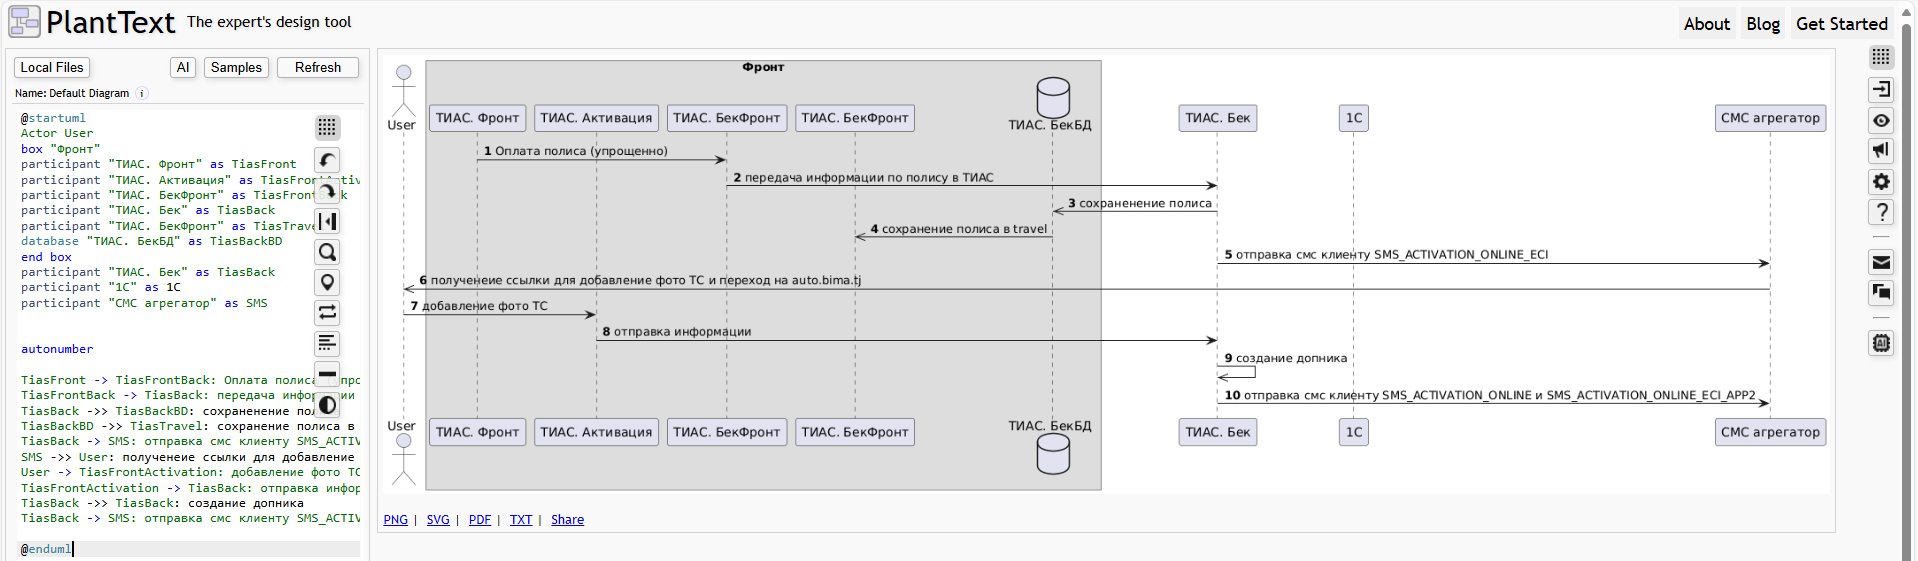 PlantText The expert's design tool
About Blog Get Started
Local Files AI Samples Refresh
Name: Default Diagram i
@startuml
Actor User
box "Фронт"
participant "ТИАС. Фронт" as TiasFront
participant "ТИАС. Активация" as TiasFrontActiv
participant "ТИАС. БекФронт" as TiasFrontBack
participant "ТИАС. Бек" as TiasBack
participant "ТИАС. БекФронт" as TiasTrave
database "ТИАС. БекБД" as TiasBackBD
end box
participant "ТИАС. Бек" as TiasBack
participant "1С" as 1C
participant "СМС агрегатор" as SMS
autonumber
TiasFront -> TiasFrontBack: Оплата полиса (упро
TiasFrontBack -> TiasBack: передача информации
TiasBack ->> TiasBackBD: сохраненение пол
TiasBackBD ->> TiasTravel: сохранение полиса в
TiasBack -> SMS: отправка смс клиенту SMS_ACTIV
SMS ->> User: полученеие ссылки для добавление
User -> TiasFrontActivation: добавление фото ТС
TiasFrontActivation -> TiasBack: отправка инфор
TiasBack ->> TiasBack: создание допника
TiasBack -> SMS: отправка смс клиенту SMS_ACTIV
@enduml
Фронт
User ТИАС. Фронт ТИАС. Активация ТИАС. БекФронт ТИАС. БекФронт ТИАС. БекБД ТИАС. Бек 1С СМС агрегатор
1 Оплата полиса (упрощенно)
2 передача информации по полису в ТИАС
3 сохраненение полиса
4 сохранение полиса в travel
5 отправка смс клиенту SMS_ACTIVATION_ONLINE_ECI
6 полученеие ссылки для добавление фото ТС и переход на auto.bima.tj
7 добавление фото ТС
8 отправка информации
9 создание допника
10 отправка смс клиенту SMS_ACTIVATION_ONLINE и SMS_ACTIVATION_ONLINE_ECI_APP2
User ТИАС. Фронт ТИАС. Активация ТИАС. БекФронт ТИАС. БекФронт ТИАС. БекБД ТИАС. Бек 1С СМС агрегатор
PNG | SVG | PDF | TXT | Share
?
AI